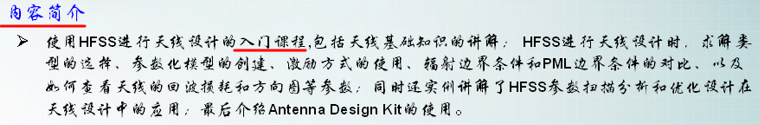 内容简介
➢ 使用HFSS进行天线设计的入门课程,包括天线基础知识的讲解； HFSS进行天线设计时，求解类
型的选择、参数化模型的创建、激励方式的使用、辐射边界条件和PML边界条件的对比、以及
如何查看天线的回波损耗和方向图等参数；同时还实例讲解了HFSS参数扫描分析和优化设计在
天线设计中的应用；最后介绍Antenna Design Kit的使用。